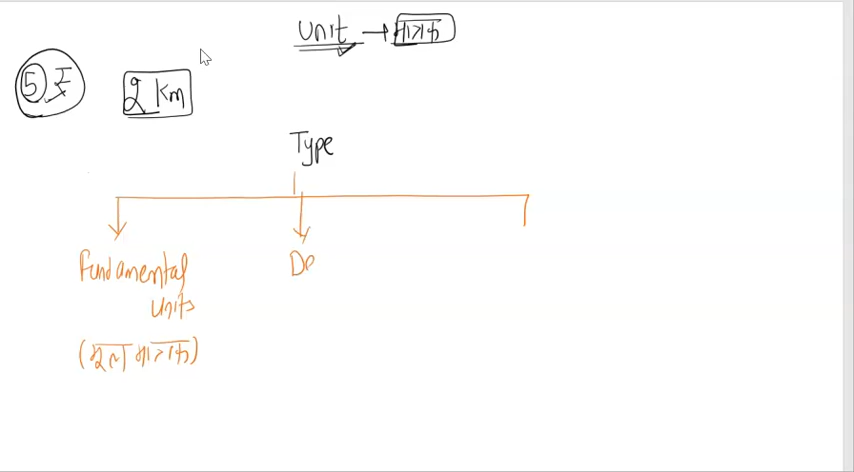 Unit → मात्रक
5 ₹
2 Km
Type
Fundamental
units
(मूल मात्रक)
De